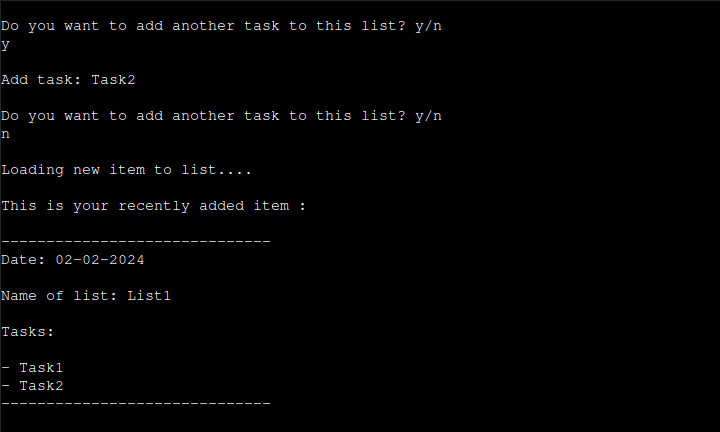 Do you want to add another task to this list? y/n
y
Add task: Task2
Do you want to add another task to this list? y/n
n
Loading new item to list....
This is your recently added item :
------------------------------
Date: 02-02-2024
Name of list: List1
Tasks:
- Task1
- Task2
------------------------------